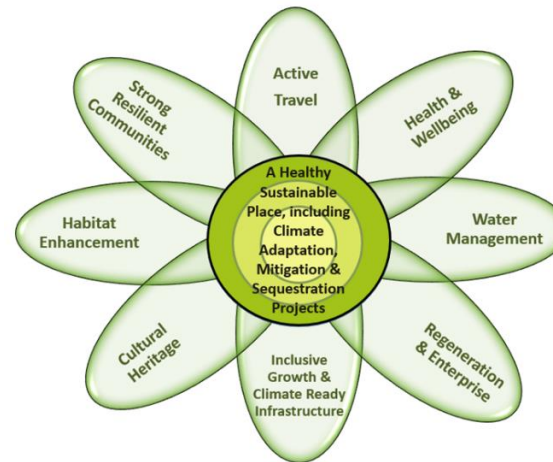 Active
Travel
Health &
Wellbeing
Water
Management
Regeneration
& Enterprise
Inclusive
Growth &
Climate Ready
Infrastructure
Cultural
Heritage
Habitat
Enhancement
Strong
Resilient
Communities
A Healthy
Sustainable
Place, including
Climate
Adaptation,
Mitigation &
Sequestration
Projects